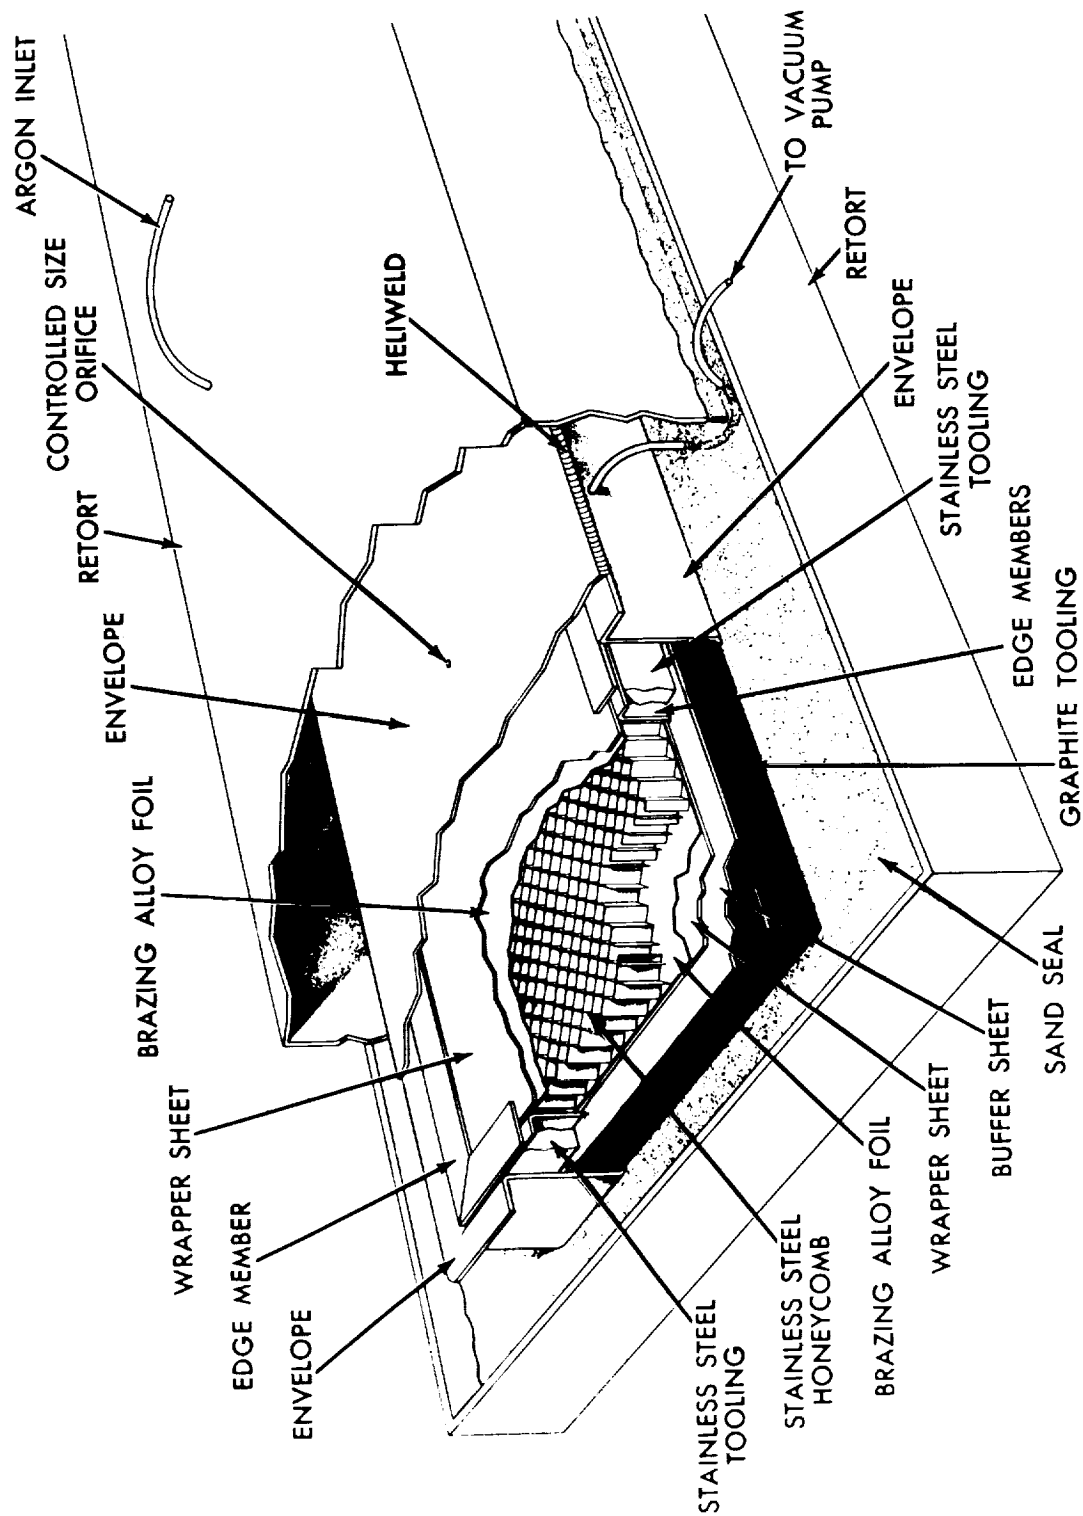 ARGON INLET
CONTROLLED SIZE
ORIFICE
RETORT
ENVELOPE
BRAZING ALLOY FOIL
WRAPPER SHEET
EDGE MEMBER
ENVELOPE
HELIWELD
TO VACUUM
PUMP
RETORT
ENVELOPE
STAINLESS STEEL
TOOLING
EDGE MEMBERS
GRAPHITE TOOLING
SAND SEAL
BUFFER SHEET
WRAPPER SHEET
BRAZING ALLOY FOIL
STAINLESS STEEL
HONEYCOMB
STAINLESS STEEL
TOOLING